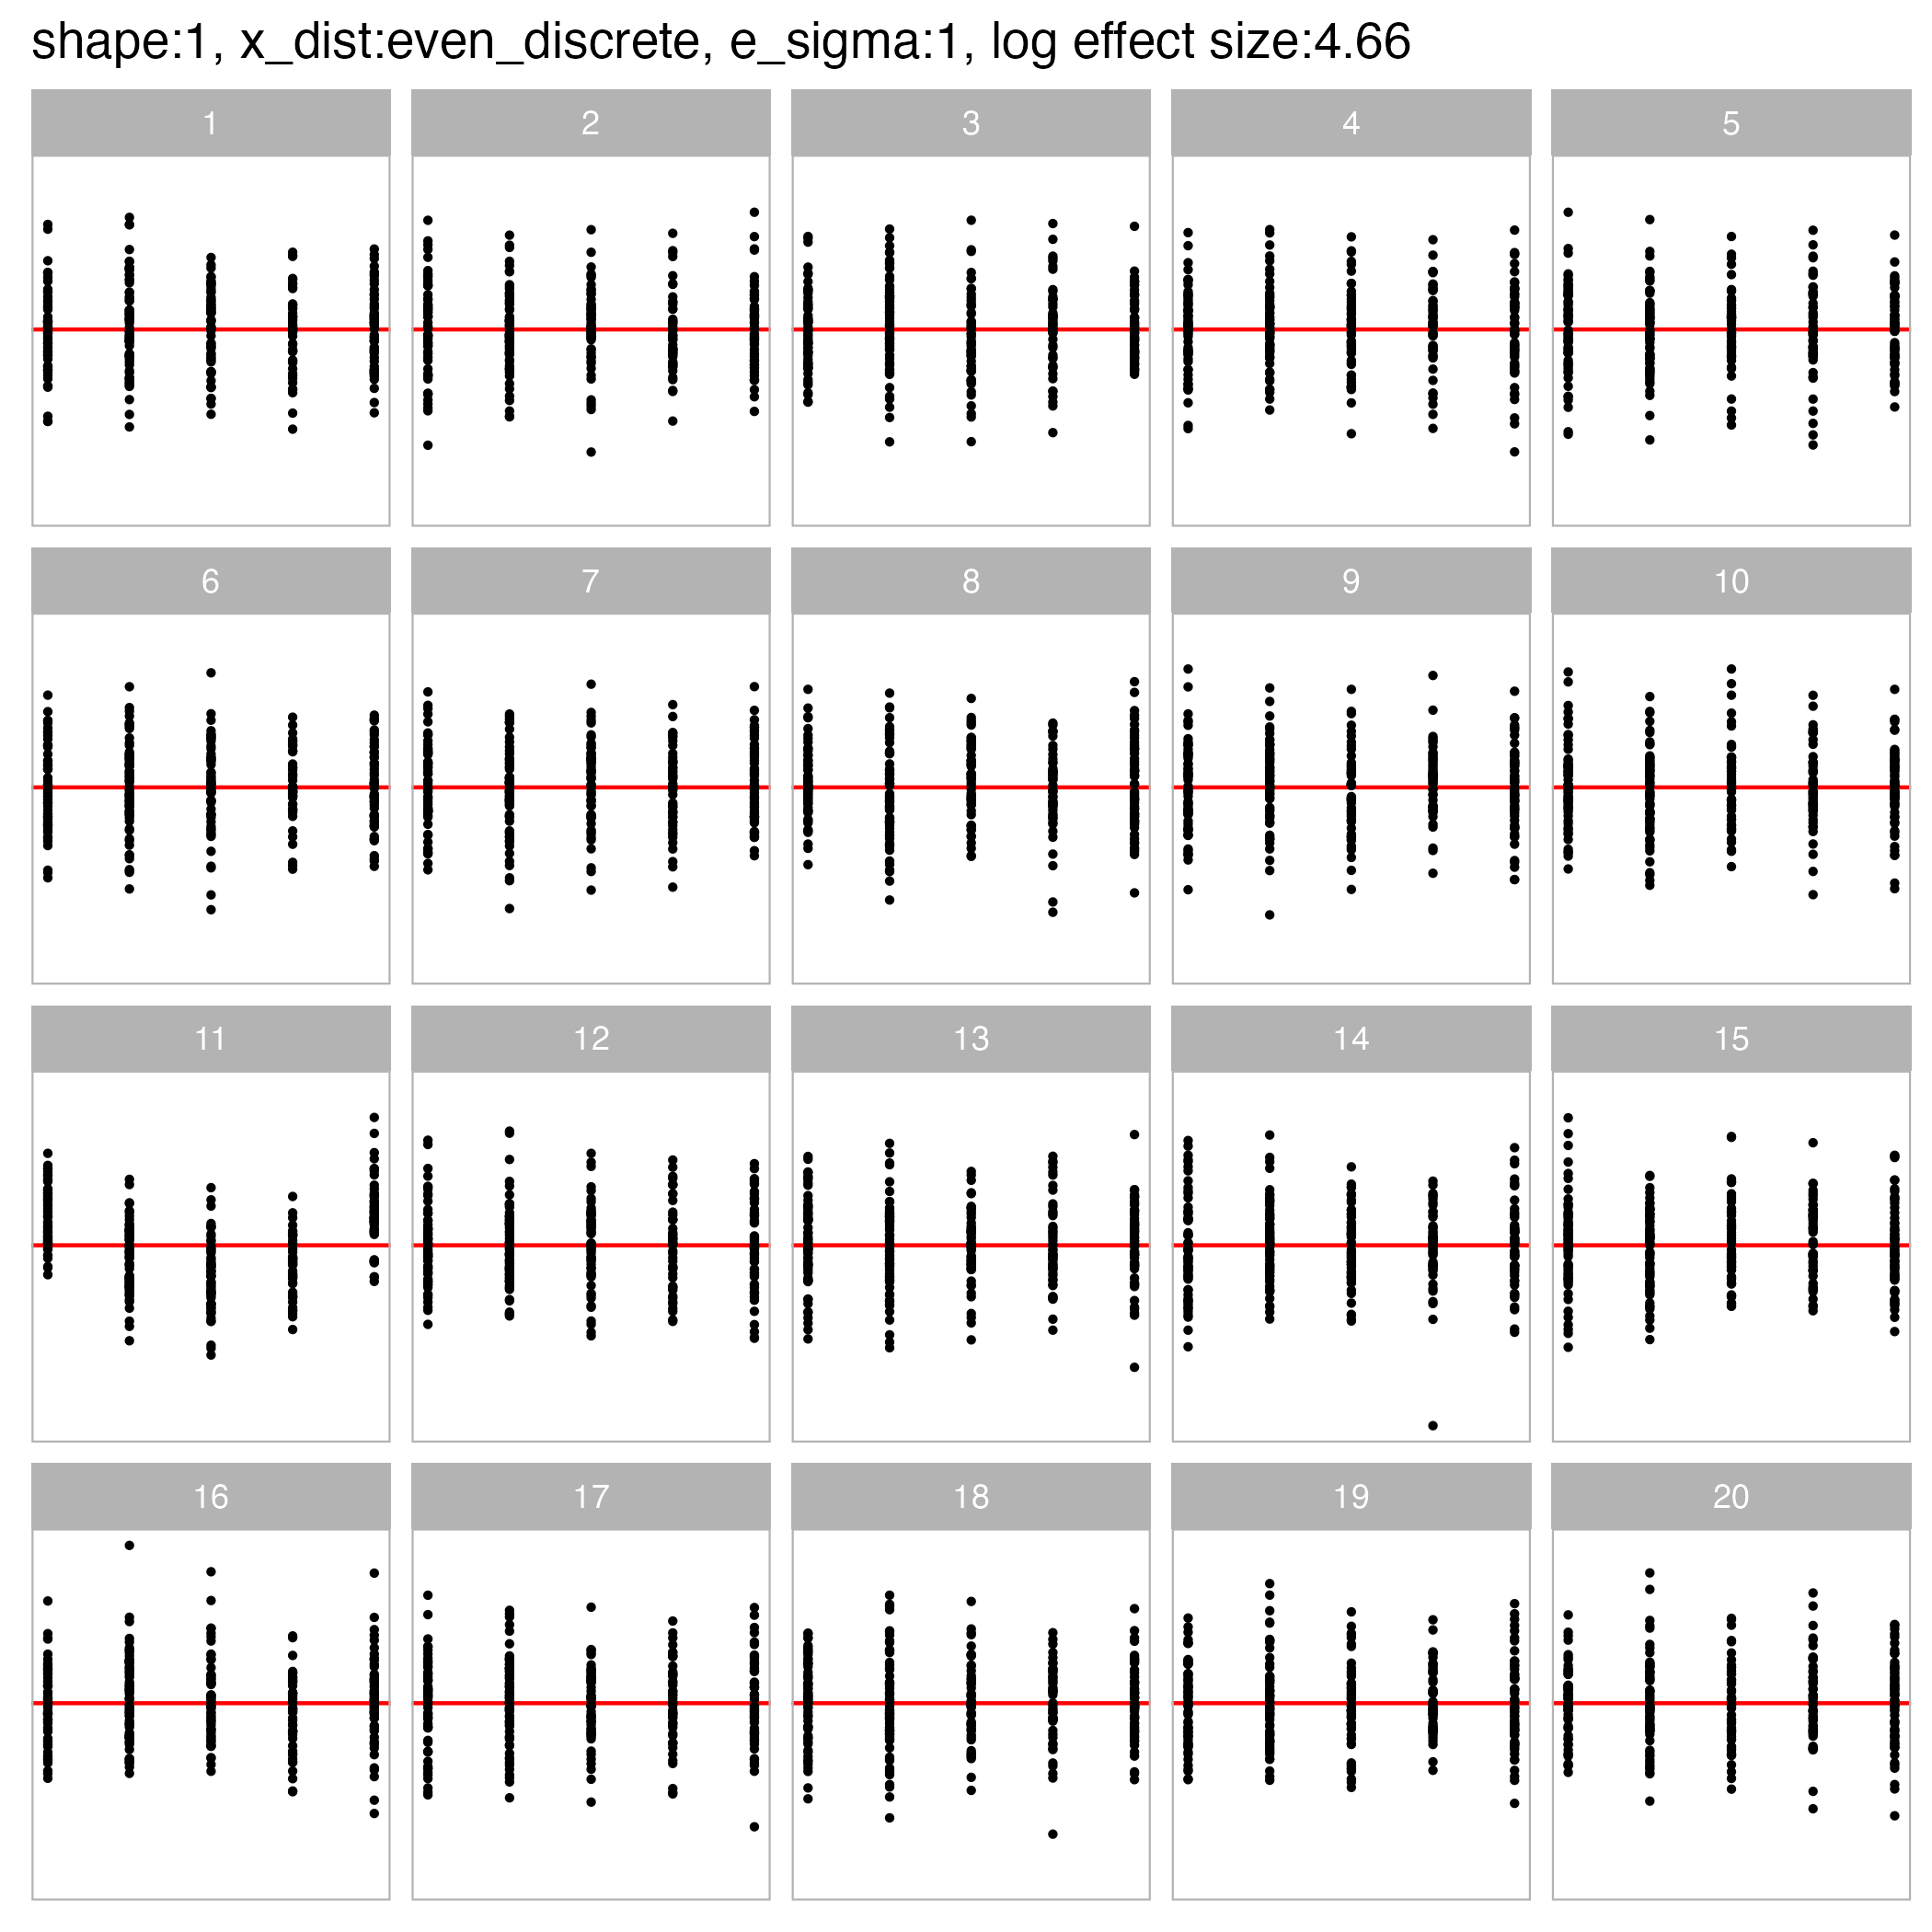 shape:1, x_dist:even_discrete, e_sigma:1, log effect size:4.66
1 2 3 4 5
6 7 8 9 10
11 12 13 14 15
16 17 18 19 20